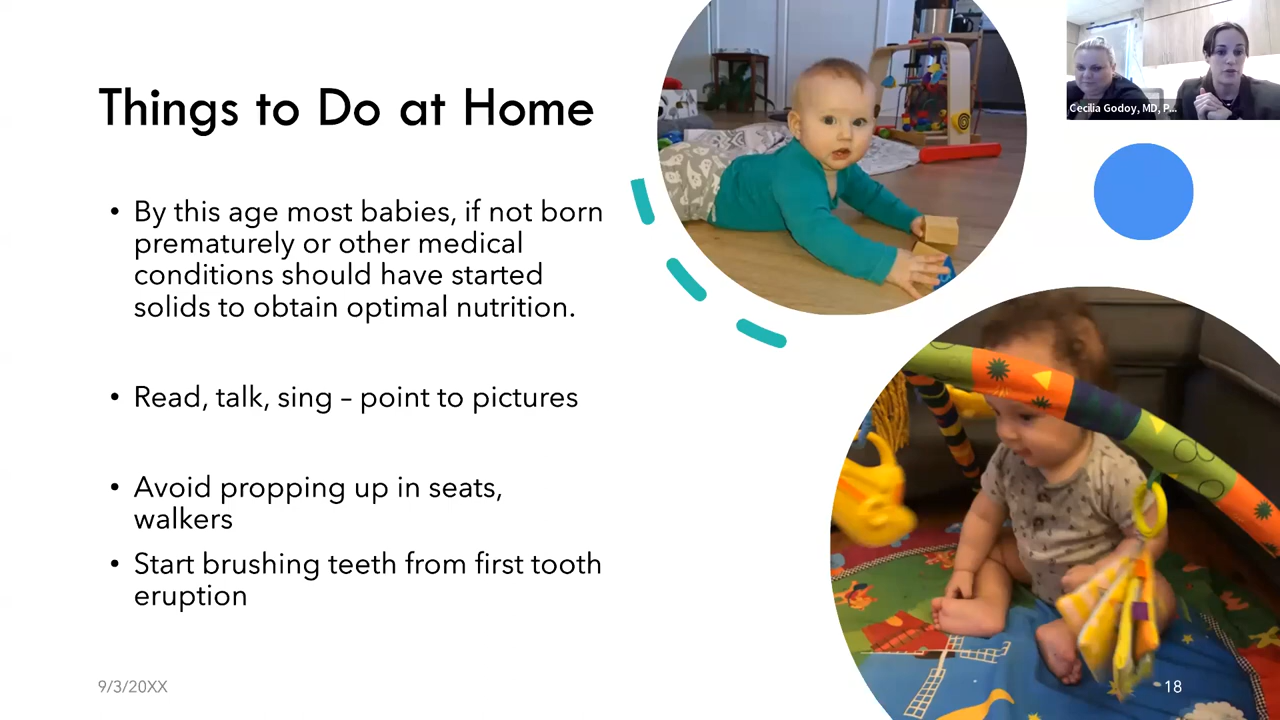 Things to Do at Home
• By this age most babies, if not born
prematurely or other medical
conditions should have started
solids to obtain optimal nutrition.
• Read, talk, sing – point to pictures
• Avoid propping up in seats,
walkers
• Start brushing teeth from first tooth
eruption
9/3/20XX
18
Cecilia Godoy, MD, P...